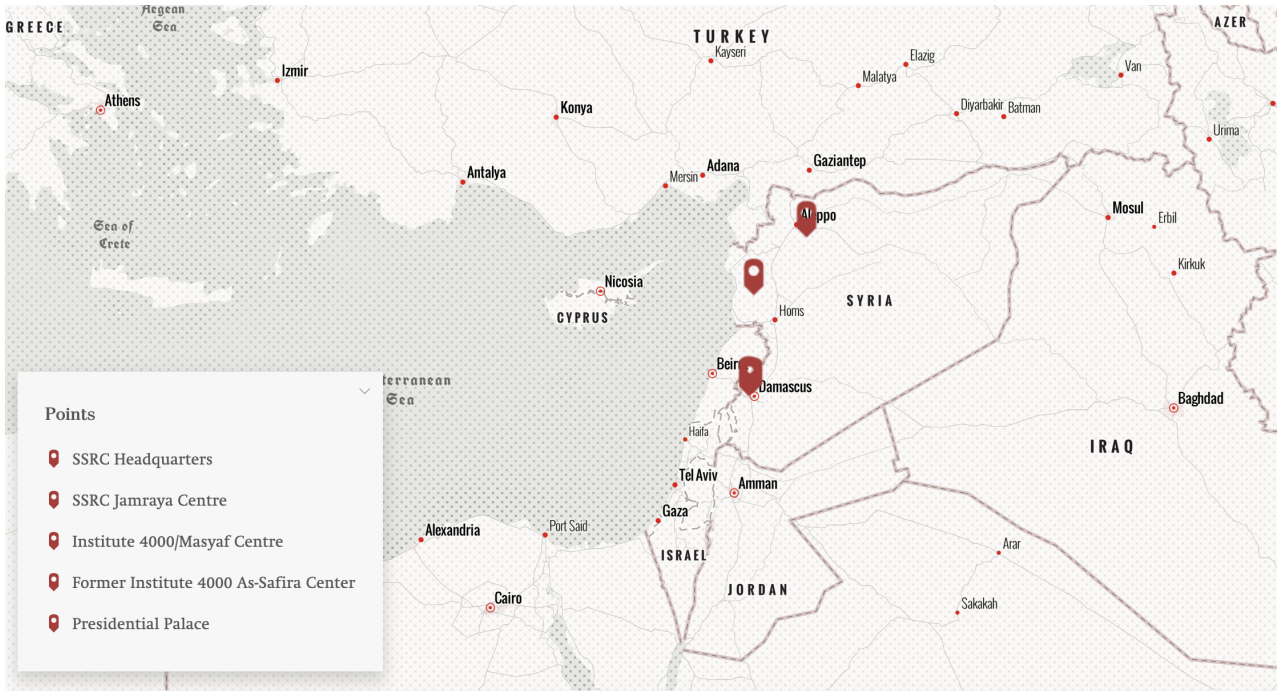 Aegean
Sea
GREECE
TURKEY
AZER
Kayseri
Elazig
Izmir
Malatya
Van
Athens
Konya
Diyarbakir
Batman
Urima
Adana
Gaziantep
Antalya
Mersin
Aleppo
Mosul
Erbil
Sea of
Crete
Kirkuk
Nicosia
SYRIA
CYPRUS
Homs
Beir
terranean
Sea
Damascus
Baghdad
Haifa
IRAQ
Tel Aviv
Amman
Gaza
Alexandria
Port Said
ISRAEL
Arar
JORDAN
Cairo
Sakakah
Points
SSRC Headquarters
SSRC Jamraya Centre
Institute 4000/Masyaf Centre
Former Institute 4000 As-Safira Center
Presidential Palace